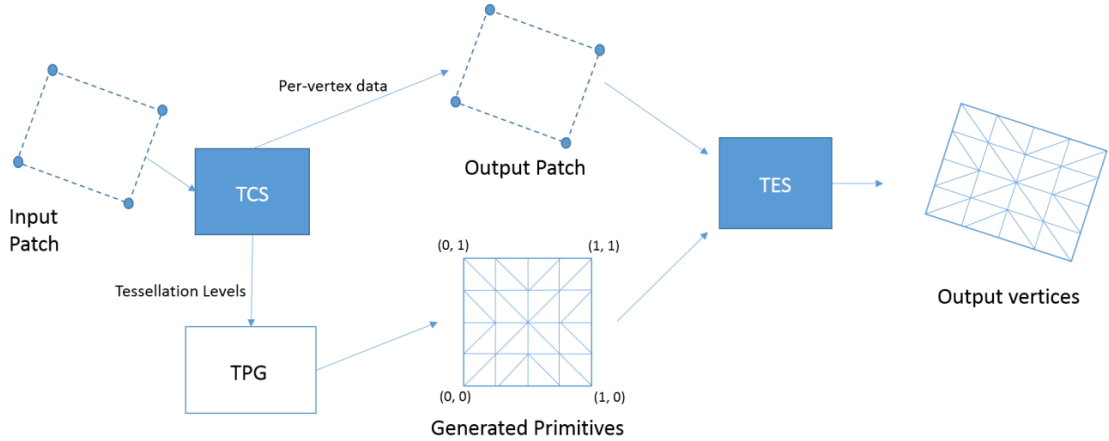 Input
Patch
TCS
Per-vertex data
Output Patch
Tessellation Levels
TPG
(0, 1)
(1, 1)
(0, 0)
(1, 0)
Generated Primitives
TES
Output vertices